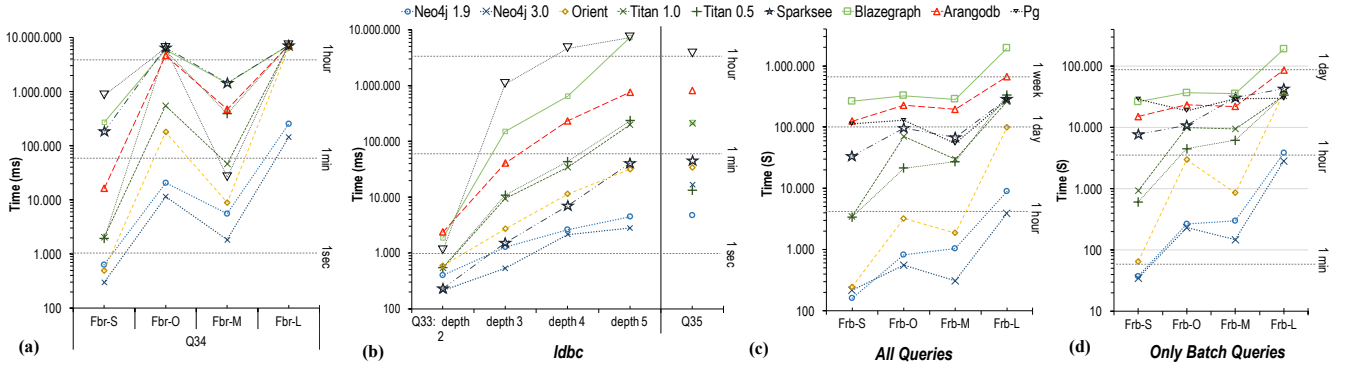 Neo4j 1.9 Neo4j 3.0 Orient Titan 1.0 Titan 0.5 Sparksee Blazegraph Arangodb Pg
Time (ms)
10.000.000
1.000.000
100.000
10.000
1.000
100
1 hour
1 min
1sec
Fbr-S Fbr-O Fbr-M Fbr-L
Q34
(a)
Time (ms)
10.000.000
1.000.000
100.000
10.000
1.000
100
1 hour
1 min
1 sec
Q33: depth 2 depth 3 depth 4 depth 5 Q35
(b)
ldbc
Time (S)
10.000.000
1.000.000
100.000
10.000
1.000
100
1 week
1 day
1 hour
Frb-S Frb-O Frb-M Frb-L
(c)
All Queries
Time (S)
100.000
10.000
1.000
100
10
1 day
1 hour
1 min
Frb-S Frb-O Frb-M Frb-L
(d)
Only Batch Queries